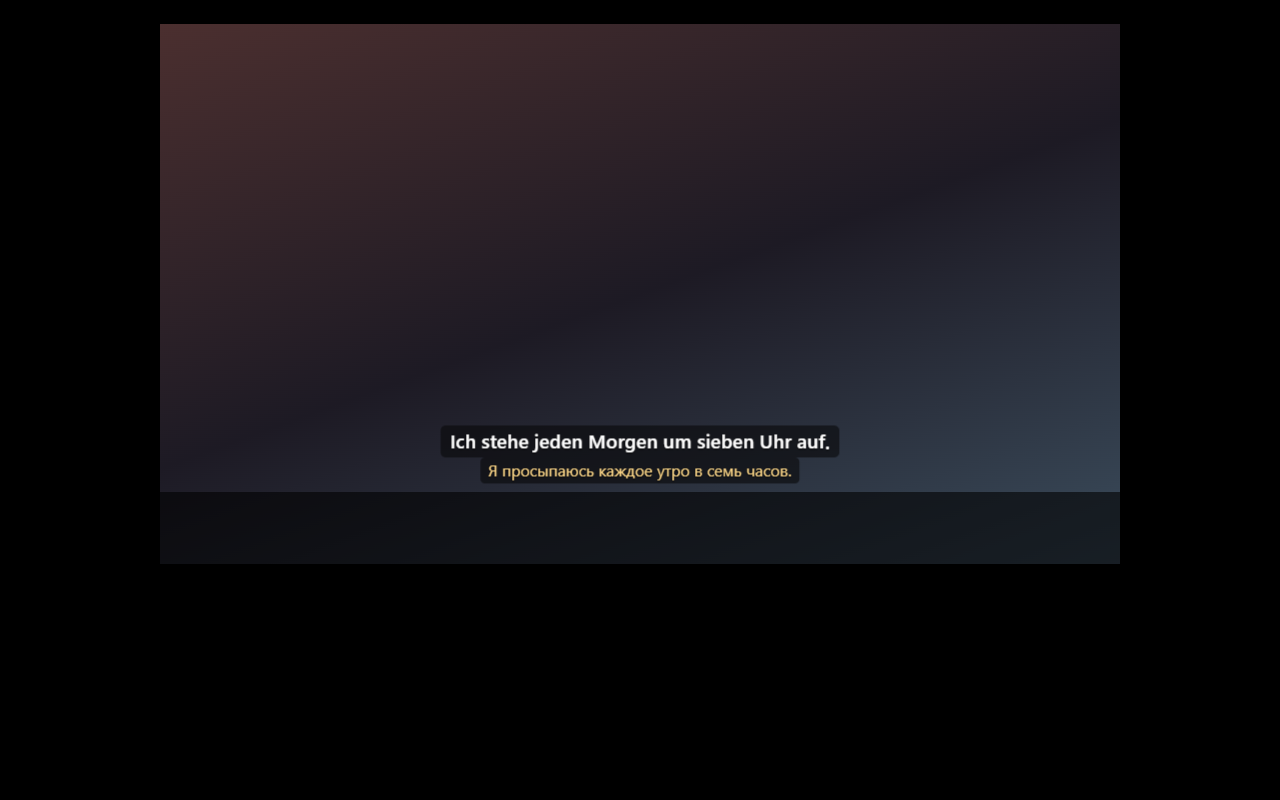 Ich stehe jeden Morgen um sieben Uhr auf.
Я просыпаюсь каждое утро в семь часов.